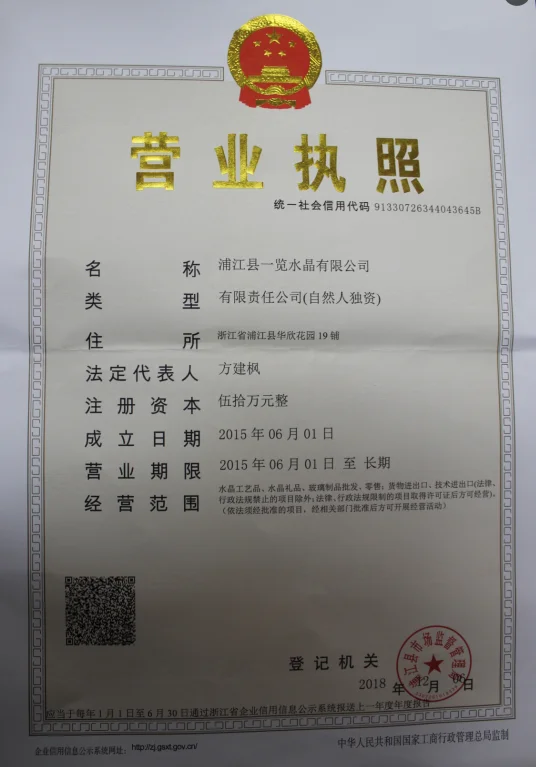 营业执照
统一社会信用代码 91330726344043645B
名称 浦江县一览水晶有限公司
类型 有限责任公司(自然人独资)
住所 浙江省浦江县华欣花园19铺
法定代表人 方建枫
注册资本 伍拾万元整
成立日期 2015年06月01日
营业期限 2015年06月01日 至 长期
经营范围 水晶工艺品、水晶礼品、玻璃制品批发、零售；货物进出口、技术进出口(法律、
行政法规禁止的项目除外；法律、行政法规限制的项目取得许可证后方可经营)。
（依法须经批准的项目，经相关部门批准后方可开展经营活动）
登记机关
浦江县市场监督管理局
2018 年 12 月 日
应当于每年1月1日至6月30日通过浙江省企业信用信息公示系统报送上一年度年度报告
企业信用信息公示系统网址：http://zj.gsxt.gov.cn/
中华人民共和国国家工商行政管理总局监制